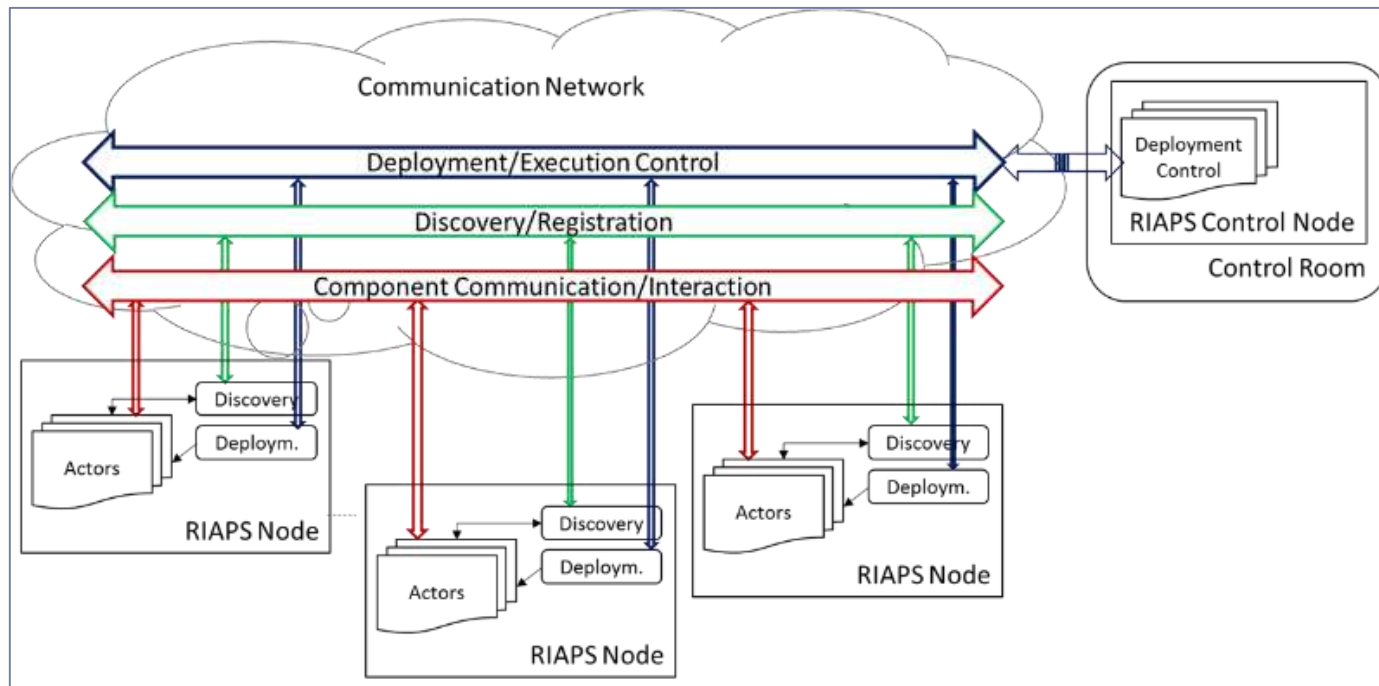 Communication Network
Deployment/Execution Control
Discovery/Registration
Component Communication/Interaction
Deployment
Control
RIAPS Control Node
Control Room
Discovery
Deploym.
Actors
RIAPS Node
Discovery
Deploym.
Actors
RIAPS Node
Discovery
Deploym.
Actors
RIAPS Node